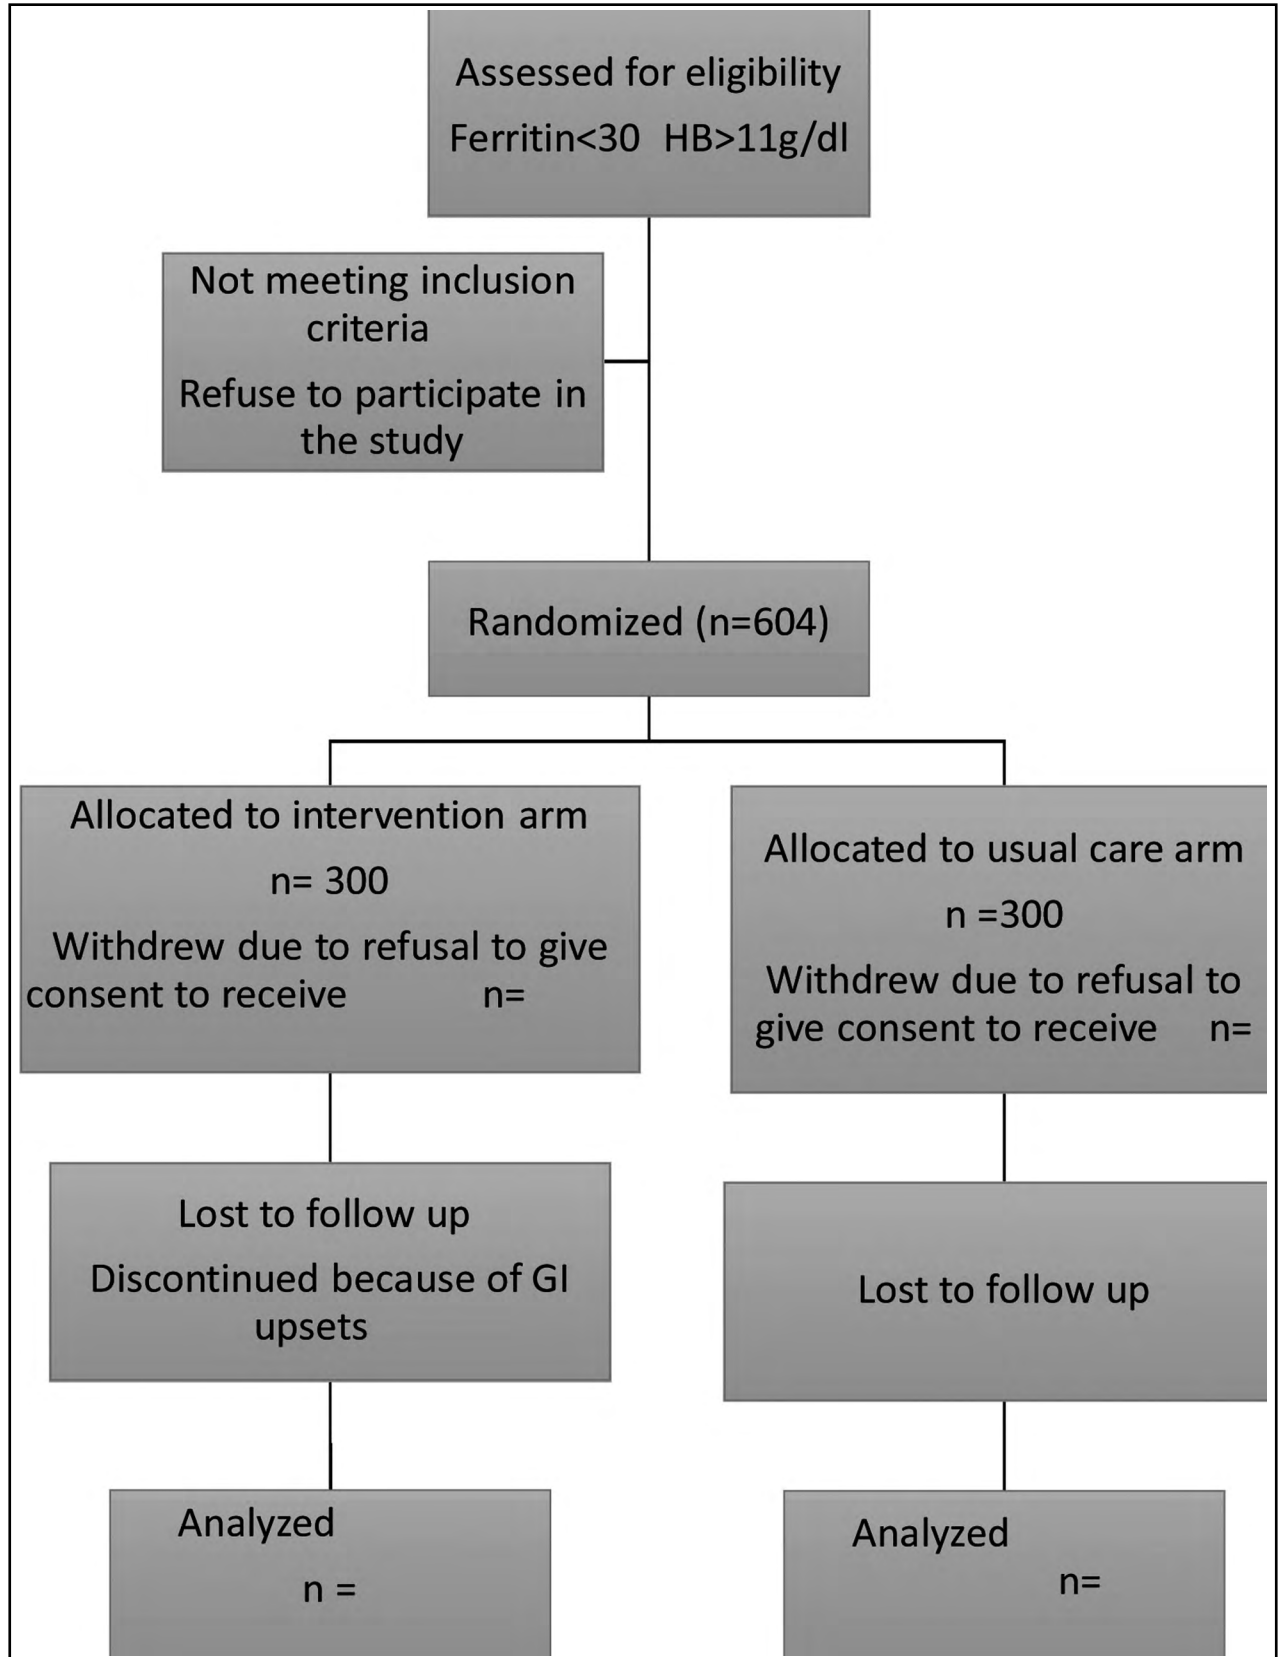 Assessed for eligibility
Ferritin<30 HB>11g/dl
Not meeting inclusion
criteria
Refuse to participate in
the study
Randomized (n=604)
Allocated to intervention arm
n= 300
Withdrew due to refusal to give
consent to receive n=
Allocated to usual care arm
n =300
Withdrew due to refusal to
give consent to receive n=
Lost to follow up
Discontinued because of GI
upsets
Lost to follow up
Analyzed
n =
Analyzed
n=